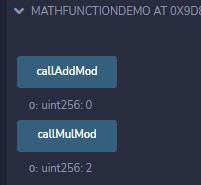 MATHFUNCTIONDEMO AT 0X9D8
callAddMod
0: uint256: 0
callMulMod
0: uint256: 2